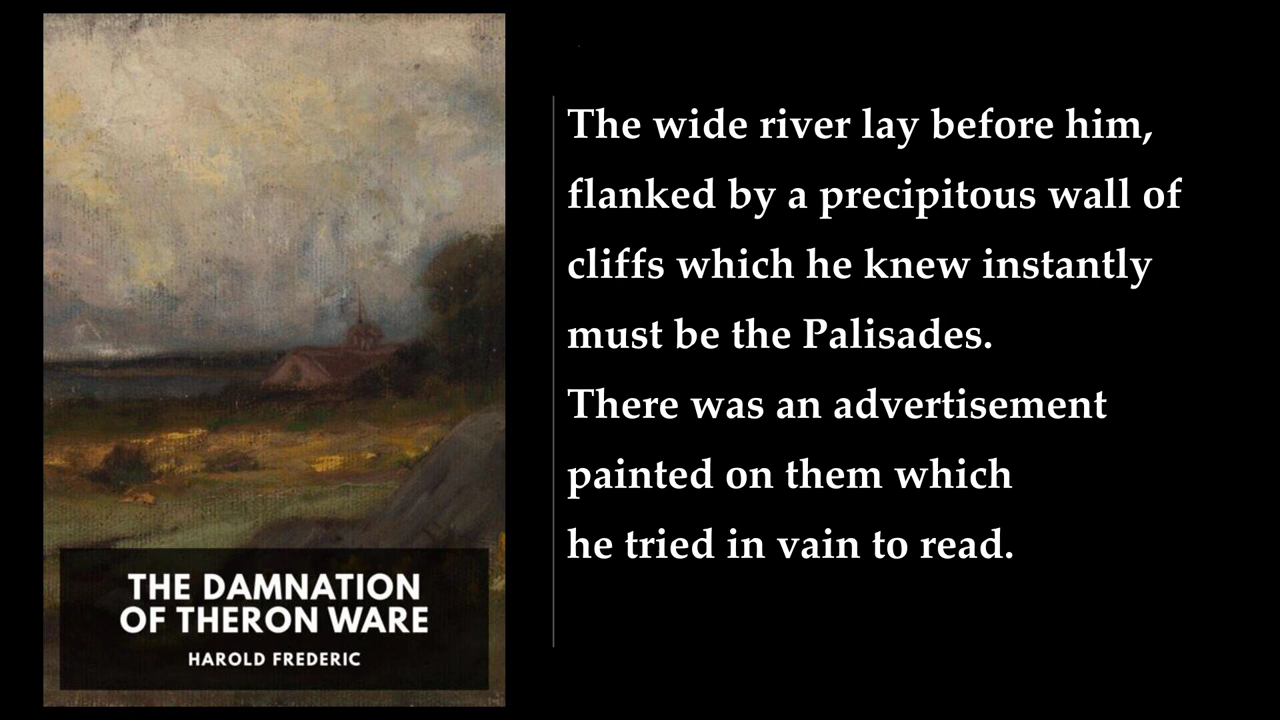 THE DAMNATION
OF THERON WARE
HAROLD FREDERIC
The wide river lay before him,
flanked by a precipitous wall of
cliffs which he knew instantly
must be the Palisades.
There was an advertisement
painted on them which
he tried in vain to read.